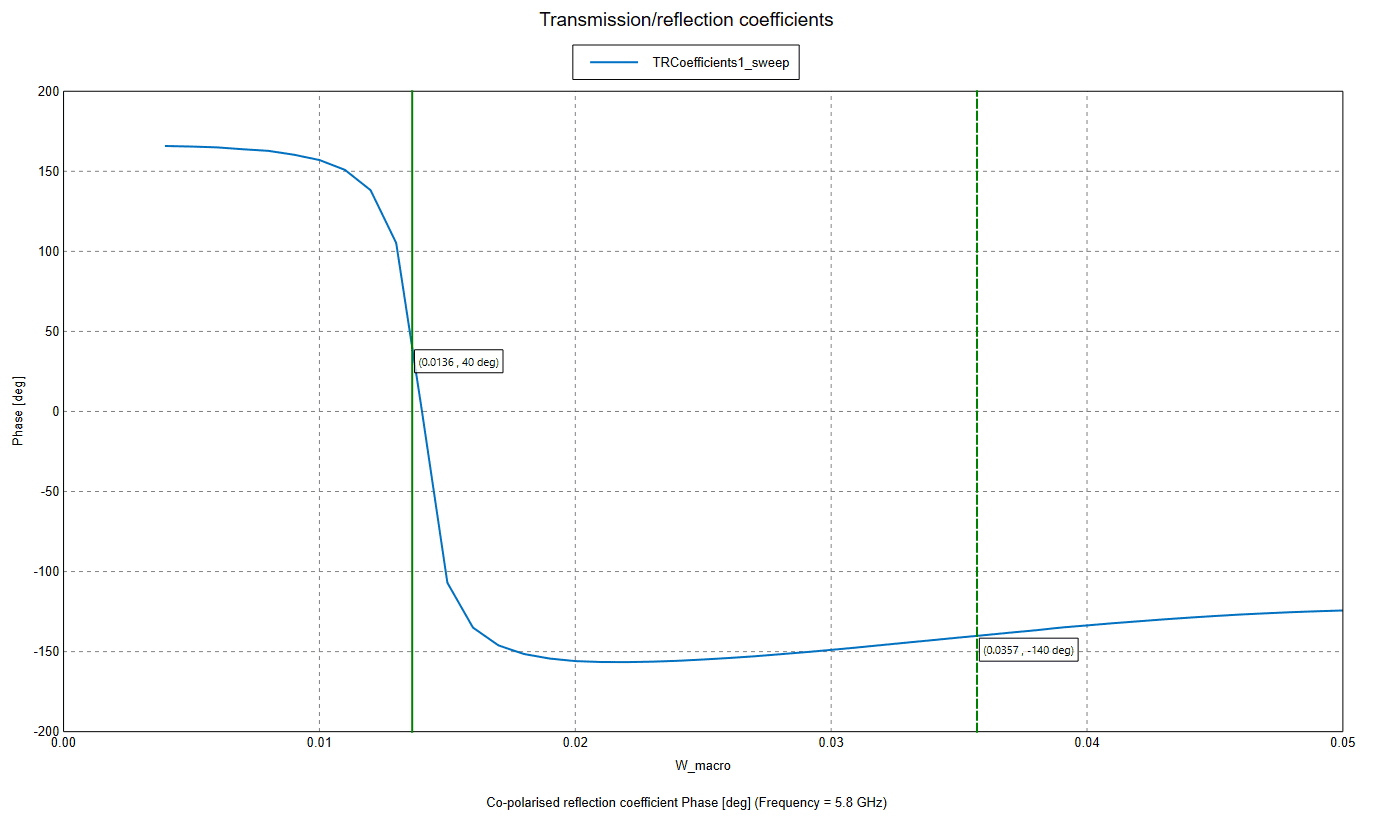 Transmission/reflection coefficients
TRCoefficients1_sweep
200
150
100
50
0
-50
-100
-150
-200
Phase [deg]
(0.0136 , 40 deg)
(0.0357 , -140 deg)
0.00 0.01 0.02 0.03 0.04 0.05
W_macro
Co-polarised reflection coefficient Phase [deg] (Frequency = 5.8 GHz)